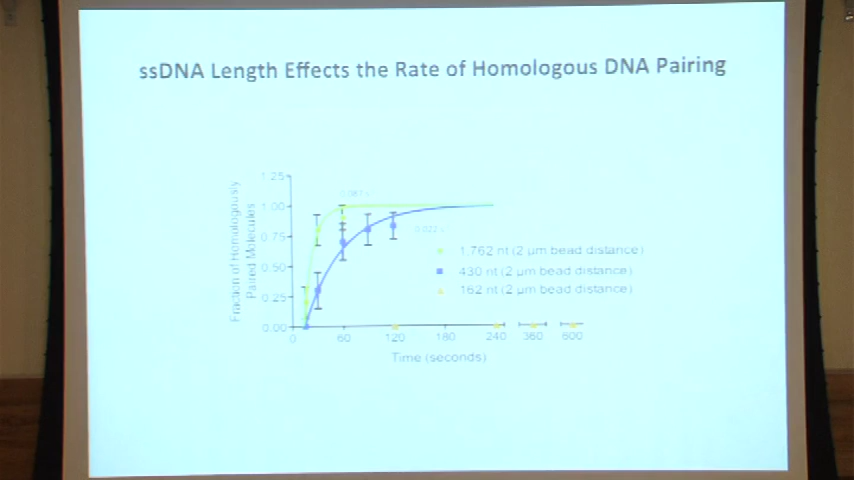 ssDNA Length Effects the Rate of Homologous DNA Pairing
Fraction of Homologously
Paired Molecules
1.25
1.00
0.75
0.50
0.25
0.00
0
60
120
180
240
360
600
Time (seconds)
1,762 nt (2 µm bead distance)
430 nt (2 µm bead distance)
162 nt (2 µm bead distance)